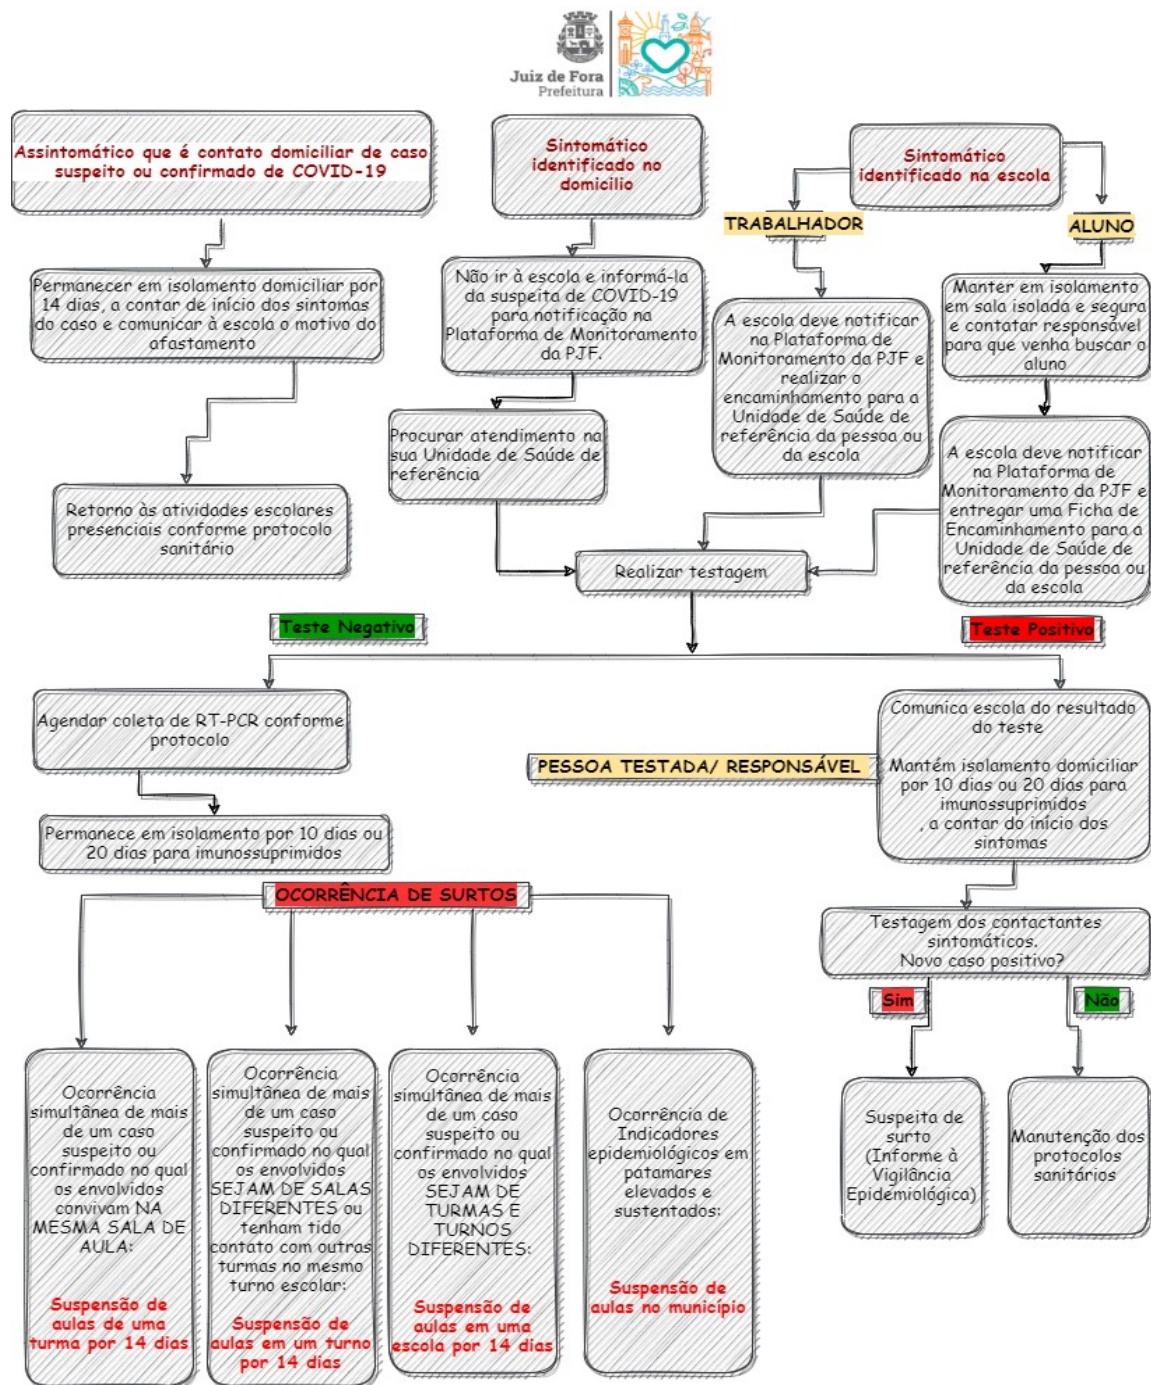 Juiz de Fora
Prefeitura
Assintomático que é contato domiciliar de caso
suspeito ou confirmado de COVID-19
Permanecer em isolamento domiciliar por
14 dias, a contar de início dos sintomas
do caso e comunicar à escola o motivo do
afastamento
Retorno às atividades escolares
presenciais conforme protocolo
sanitário
Sintomático
identificado no
domicilio
Não ir à escola e informá-la
da suspeita de COVID-19
para notificação na
Plataforma de Monitoramento
da PJF.
Procurar atendimento na
sua Unidade de Saúde de
referência
Sintomático
identificado na escola
TRABALHADOR
A escola deve notificar
na Plataforma de
Monitoramento da PJF e
realizar o
encaminhamento para a
Unidade de Saúde de
referência da pessoa ou
da escola
ALUNO
Manter em isolamento
em sala isolada e segura
e contatar responsável
para que venha buscar o
aluno
A escola deve notificar
na Plataforma de
Monitoramento da PJF e
entregar uma Ficha de
Encaminhamento para a
Unidade de Saúde de
referência da pessoa ou
da escola
Realizar testagem
Teste Negativo
Agendar coleta de RT-PCR conforme
protocolo
Permanece em isolamento por 10 dias ou
20 dias para imunossuprimidos
Teste Positivo
PESSOA TESTADA/ RESPONSÁVEL
Comunica escola do resultado
do teste
Mantém isolamento domiciliar
por 10 dias ou 20 dias para
imunossuprimidos
, a contar do início dos
sintomas
Testagem dos contactantes
sintomáticos.
Novo caso positivo?
Sim
Não
Suspeita de
surto
(Informe à
Vigilância
Epidemiológica)
Manutenção dos
protocolos
sanitários
OCORRÊNCIA DE SURTOS
Ocorrência
simultânea de mais
de um caso
suspeito ou
confirmado no qual
os envolvidos
convivam NA
MESMA SALA DE
AULA:
Suspensão de
aulas de uma
turma por 14 dias
Ocorrência
simultânea de mais
de um caso
suspeito ou
confirmado no qual
os envolvidos
SEJAM DE SALAS
DIFERENTES ou
tenham tido
contato com outras
turmas no mesmo
turno escolar:
Suspensão de
aulas em um turno
por 14 dias
Ocorrência
simultânea de mais
de um caso
suspeito ou
confirmado no qual
os envolvidos
SEJAM DE
TURMAS E
TURNOS
DIFERENTES:
Suspensão de
aulas em uma
escola por 14 dias
Ocorrência de
Indicadores
epidemiológicos em
patamares
elevados e
sustentados:
Suspensão de
aulas no município